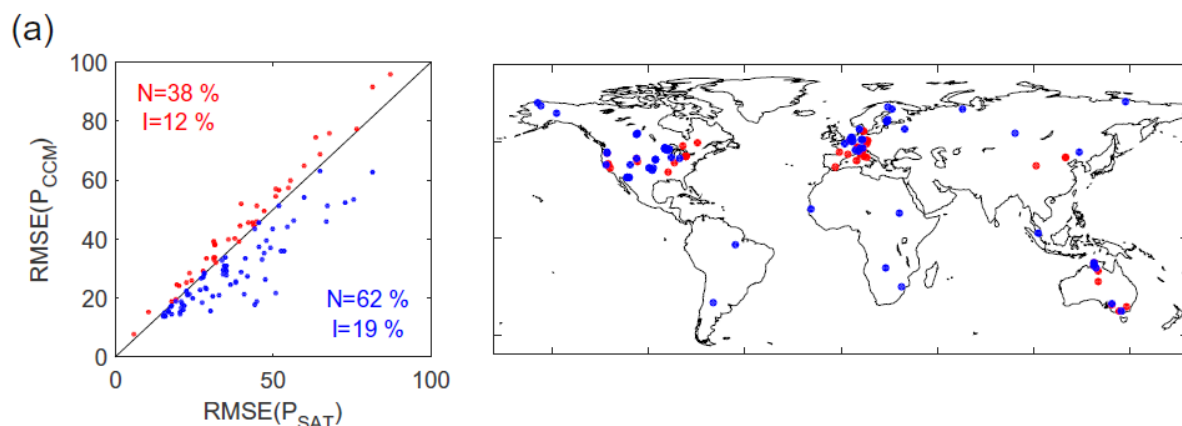 (a)
100
80
60
40
20
0
RMSE(P_CCM)
N=38 %
I=12 %
N=62 %
I=19 %
0
50
100
RMSE(P_SAT)